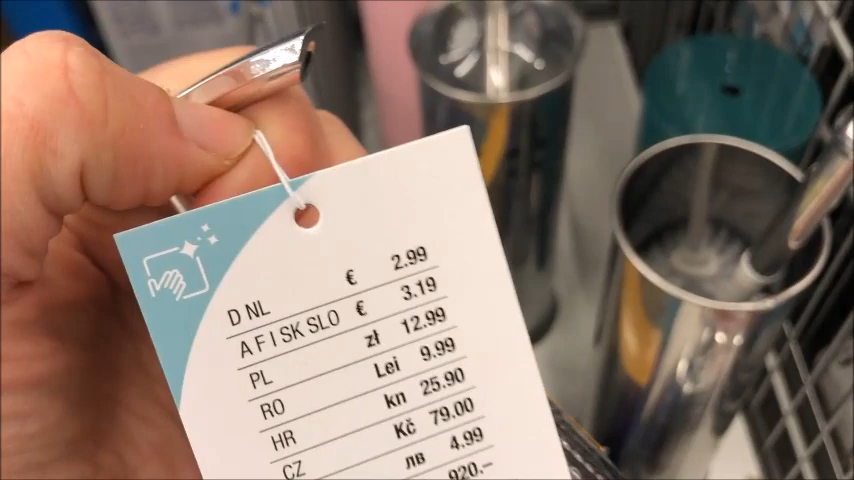 D NL € 2.99
A F I SK SLO € 3.19
PL zł 12.99
RO Lei 9.99
HR kn 25.90
CZ Kč 79.00
лв 4.99
920.–